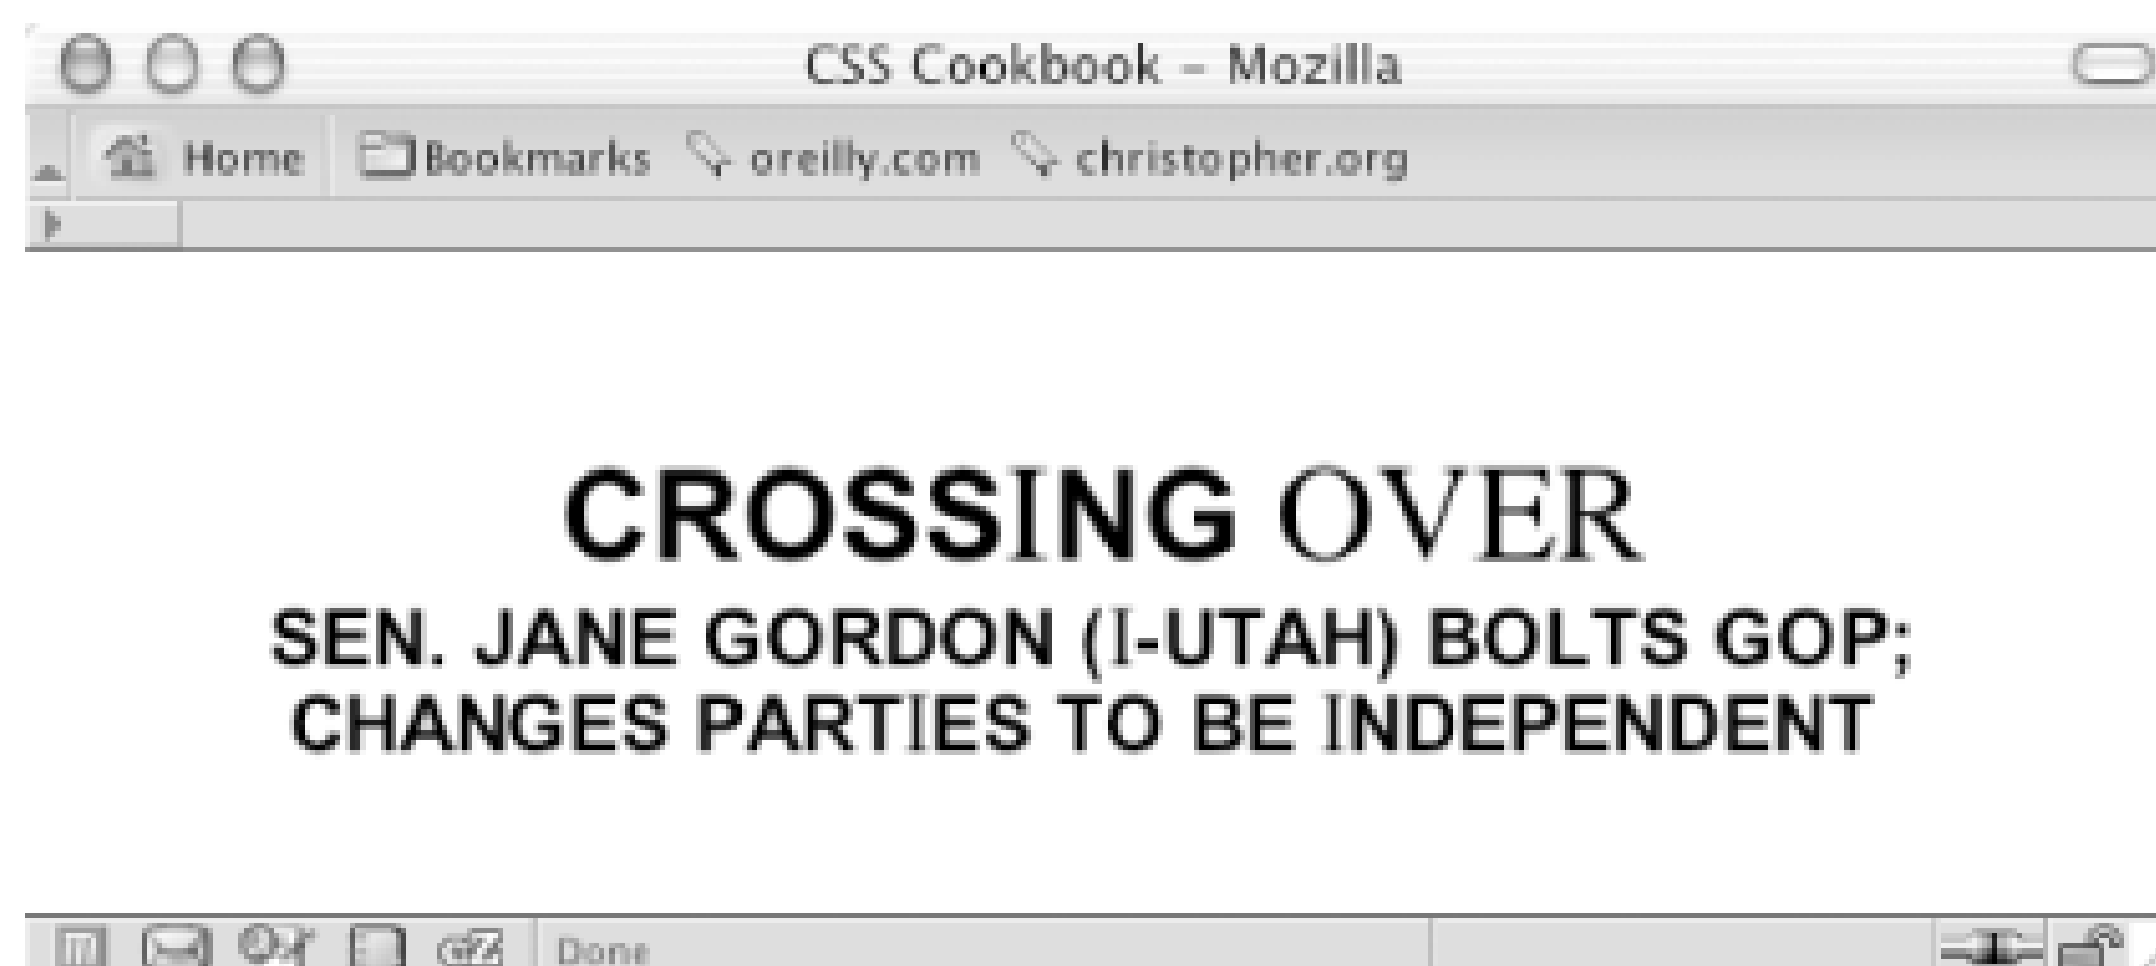 CSS Cookbook – Mozilla
Home Bookmarks oreilly.com christopher.org
CROSSING OVER
SEN. JANE GORDON (I-UTAH) BOLTS GOP;
CHANGES PARTIES TO BE INDEPENDENT
Done